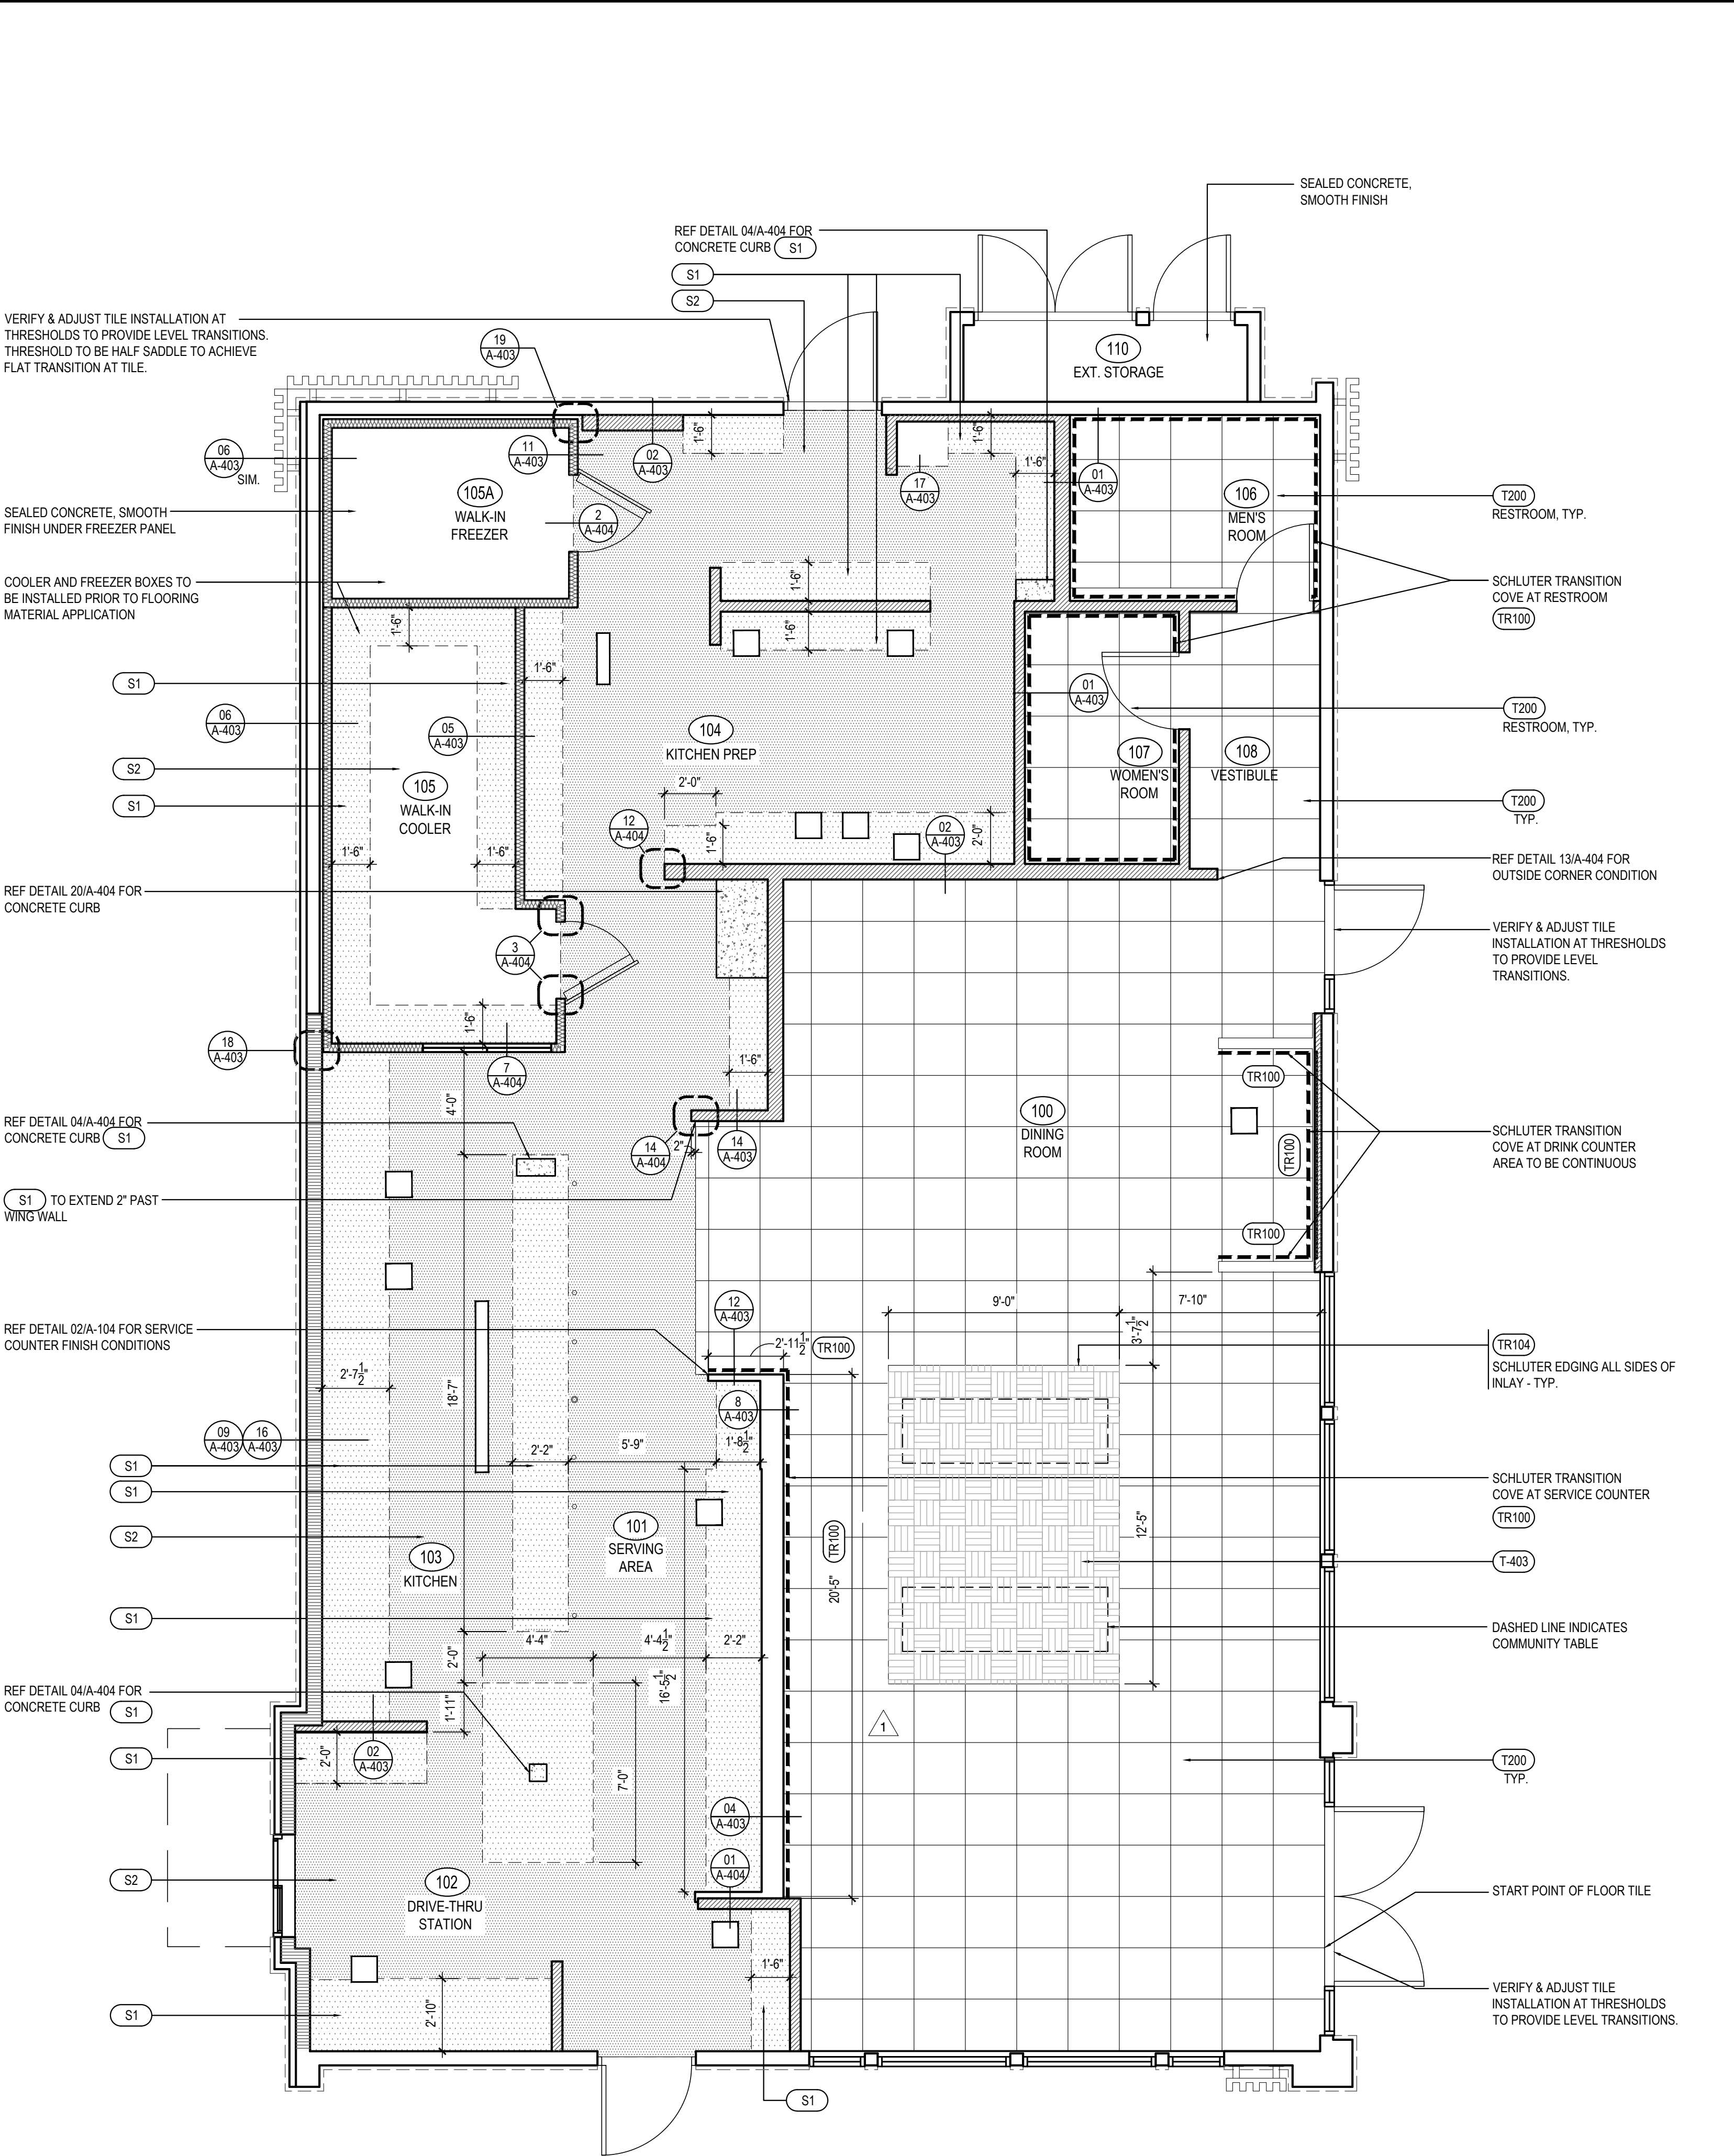 SEALED CONCRETE,
SMOOTH FINISH
REF DETAIL 04/A-404 FOR
CONCRETE CURB S1
S1
S2
VERIFY & ADJUST TILE INSTALLATION AT
THRESHOLDS TO PROVIDE LEVEL TRANSITIONS.
THRESHOLD TO BE HALF SADDLE TO ACHIEVE
FLAT TRANSITION AT TILE.
19
A-403
110
EXT. STORAGE
06
A-403
SIM.
11
A-403
02
A-403
1'-6"
1'-6"
1'-6"
17
A-403
01
A-403
105A
WALK-IN
FREEZER
2
A-404
106
MEN'S
ROOM
T200
RESTROOM, TYP.
SEALED CONCRETE, SMOOTH
FINISH UNDER FREEZER PANEL
COOLER AND FREEZER BOXES TO
BE INSTALLED PRIOR TO FLOORING
MATERIAL APPLICATION
SCHLUTER TRANSITION
COVE AT RESTROOM
TR100
1'-6"
1'-6"
1'-6"
1'-6"
S1
06
A-403
05
A-403
01
A-403
T200
RESTROOM, TYP.
104
KITCHEN PREP
107
WOMEN'S
ROOM
108
VESTIBULE
S2
S1
105
WALK-IN
COOLER
2'-0"
T200
TYP.
12
A-404
1'-6"
02
A-403
2'-0"
1'-6"
1'-6"
REF DETAIL 13/A-404 FOR
OUTSIDE CORNER CONDITION
REF DETAIL 20/A-404 FOR
CONCRETE CURB
3
A-404
VERIFY & ADJUST TILE
INSTALLATION AT THRESHOLDS
TO PROVIDE LEVEL
TRANSITIONS.
1'-6"
18
A-403
7
A-404
1'-6"
TR100
4'-0"
100
DINING
ROOM
REF DETAIL 04/A-404 FOR
CONCRETE CURB S1
14
A-404
2"
14
A-403
TR100
SCHLUTER TRANSITION
COVE AT DRINK COUNTER
AREA TO BE CONTINUOUS
S1 TO EXTEND 2" PAST
WING WALL
TR100
12
A-403
9'-0"
7'-10"
3'-7 1/2"
REF DETAIL 02/A-104 FOR SERVICE
COUNTER FINISH CONDITIONS
2'-11 1/2"
TR100
TR104
SCHLUTER EDGING ALL SIDES OF
INLAY - TYP.
2'-7 1/2"
18'-7"
8
A-403
09
A-403
16
A-403
2'-2"
5'-9"
1'-8 1/2"
S1
S1
SCHLUTER TRANSITION
COVE AT SERVICE COUNTER
TR100
S2
103
KITCHEN
101
SERVING
AREA
TR100
20'-5"
12'-5"
T-403
S1
4'-4"
4'-4 1/2"
2'-2"
DASHED LINE INDICATES
COMMUNITY TABLE
2'-0"
16'-5 1/2"
REF DETAIL 04/A-404 FOR
CONCRETE CURB S1
1'-11"
1
S1
2'-0"
02
A-403
7'-0"
T200
TYP.
04
A-403
01
A-404
S2
102
DRIVE-THRU
STATION
START POINT OF FLOOR TILE
1'-6"
S1
2'-10"
VERIFY & ADJUST TILE
INSTALLATION AT THRESHOLDS
TO PROVIDE LEVEL TRANSITIONS.
S1